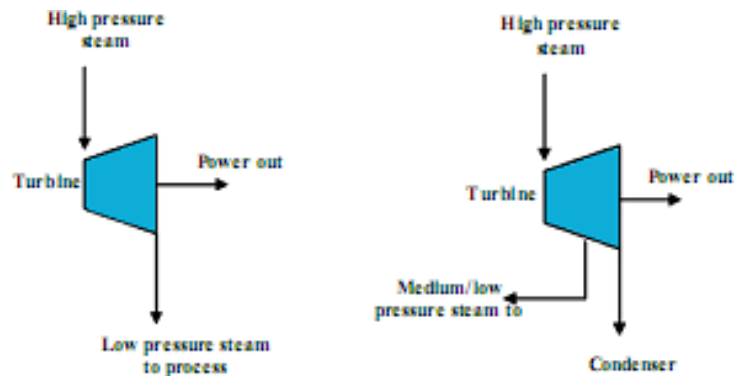 High pressure
steam
Turbine
Power out
Low pressure steam
to process
High pressure
steam
Turbine
Power out
Medium/low
pressure steam to
Condenser